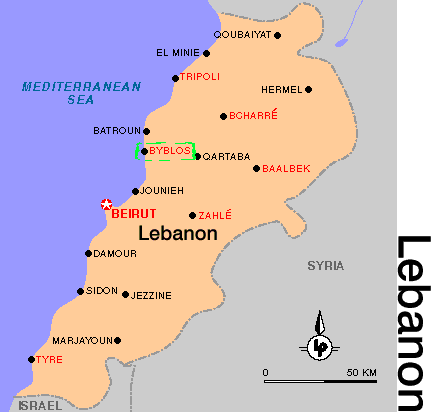 QOUBAIYAT
EL MINIE
TRIPOLI
MEDITERRANEAN
SEA
HERMEL
BCHARRÉ
BATROUN
BYBLOS
QARTABA
BAALBEK
JOUNIEH
BEIRUT
ZAHLÉ
Lebanon
DAMOUR
SYRIA
SIDON
JEZZINE
MARJAYOUN
TYRE
LP
0 50 KM
ISRAEL
Lebanon